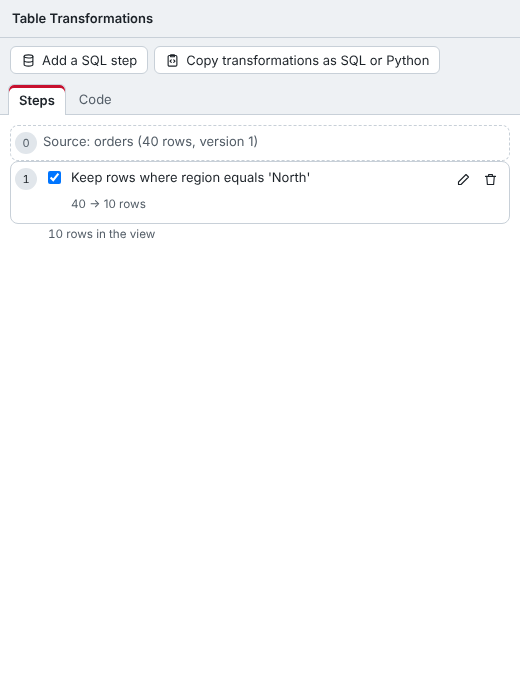 Table Transformations
Add a SQL step
Copy transformations as SQL or Python
Steps
Code
0
Source: orders (40 rows, version 1)
1
Keep rows where region equals 'North'
40 → 10 rows
10 rows in the view